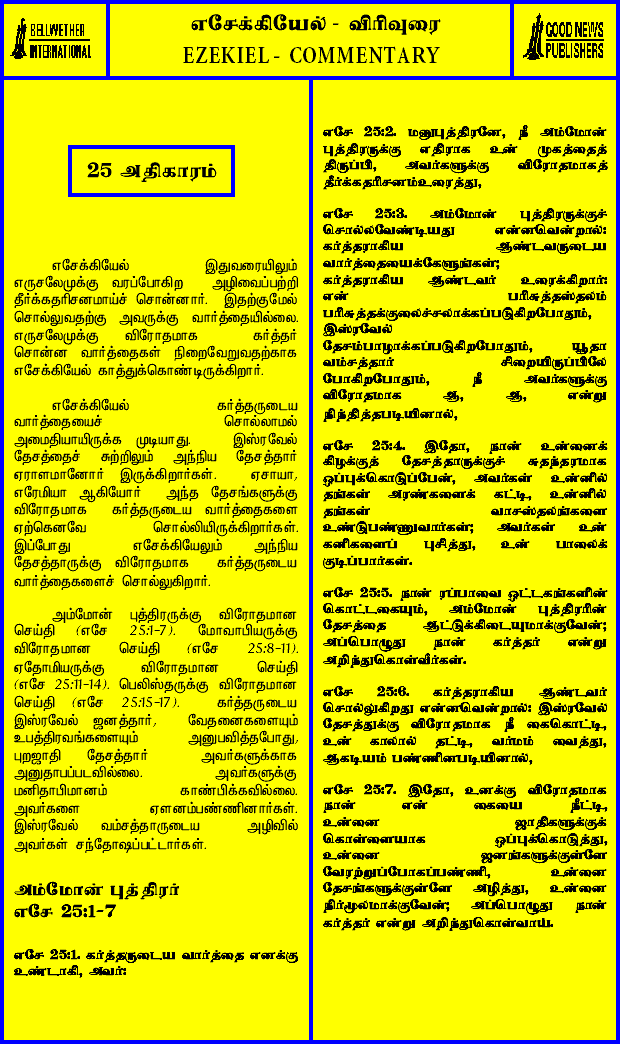 BELLWETHER
INTERNATIONAL
எசேக்கியேல் - விரிவுரை
EZEKIEL - COMMENTARY
GOOD NEWS
PUBLISHERS
25 அதிகாரம்
எசேக்கியேல் இதுவரையிலும்
எருசலேமுக்கு வரப்போகிற அழிவைப்பற்றி
தீர்க்கதரிசனமாய்ச் சொன்னார். இதற்குமேல்
சொல்லுவதற்கு அவருக்கு வார்த்தையில்லை.
எருசலேமுக்கு விரோதமாக கர்த்தர்
சொன்ன வார்த்தைகள் நிறைவேறுவதற்காக
எசேக்கியேல் காத்துக்கொண்டிருக்கிறார்.
எசேக்கியேல் கர்த்தருடைய
வார்த்தையைச் சொல்லாமல்
அமைதியாயிருக்க முடியாது. இஸ்ரவேல்
தேசத்தைச் சுற்றிலும் அந்நிய தேசத்தார்
ஏராளமானோர் இருக்கிறார்கள். ஏசாயா,
எரேமியா ஆகியோர் அந்த தேசங்களுக்கு
விரோதமாக கர்த்தருடைய வார்த்தைகளை
ஏற்கெனவே சொல்லியிருக்கிறார்கள்.
இப்போது எசேக்கியேலும் அந்நிய
தேசத்தாருக்கு விரோதமாக கர்த்தருடைய
வார்த்தைகளைச் சொல்லுகிறார்.
அம்மோன் புத்திரருக்கு விரோதமான
செய்தி (எசே 25:1-7). மோவாபியருக்கு
விரோதமான செய்தி (எசே 25:8-11).
ஏதோமியருக்கு விரோதமான செய்தி
(எசே 25:11-14). பெலிஸ்தருக்கு விரோதமான
செய்தி (எசே 25:15-17). கர்த்தருடைய
இஸ்ரவேல் ஜனத்தார், வேதனைகளையும்
உபத்திரவங்களையும் அனுபவித்தபோது,
புறஜாதி தேசத்தார் அவர்களுக்காக
அனுதாபப்படவில்லை. அவர்களுக்கு
மனிதாபிமானம் காண்பிக்கவில்லை.
அவர்களை ஏளனம்பண்ணினார்கள்.
இஸ்ரவேல் வம்சத்தாருடைய அழிவில்
அவர்கள் சந்தோஷப்பட்டார்கள்.
அம்மோன் புத்திரர்
எசே 25:1-7
எசே 25:1. கர்த்தருடைய வார்த்தை எனக்கு
உண்டாகி, அவர்:
எசே 25:2. மனுபுத்திரனே, நீ அம்மோன்
புத்திரருக்கு எதிராக உன் முகத்தைத்
திருப்பி, அவர்களுக்கு விரோதமாகத்
தீர்க்கதரிசனம்உரைத்து,
எசே 25:3. அம்மோன் புத்திரருக்குச்
சொல்லவேண்டியது என்னவென்றால்:
கர்த்தராகிய ஆண்டவருடைய
வார்த்தையைக்கேளுங்கள்;
கர்த்தராகிய ஆண்டவர் உரைக்கிறார்:
என் பரிசுத்தஸ்தலம்
பரிசுத்தக்குலைச்சலாக்கப்படுகிறபோதும்,
இஸ்ரவேல்
தேசம்பாழாக்கப்படுகிறபோதும், யூதா
வம்சத்தார் சிறையிருப்பிலே
போகிறபோதும், நீ அவர்களுக்கு
விரோதமாக ஆ, ஆ, என்று
நிந்தித்தபடியினால்,
எசே 25:4. இதோ, நான் உன்னைக்
கிழக்குத் தேசத்தாருக்குச் சுதந்தரமாக
ஒப்புக்கொடுப்பேன், அவர்கள் உன்னில்
தங்கள் அரண்களைக் கட்டி, உன்னில்
தங்கள் வாசஸ்தலங்களை
உண்டுபண்ணுவார்கள்; அவர்கள் உன்
கனிகளைப் புசித்து, உன் பாலைக்
குடிப்பார்கள்.
எசே 25:5. நான் ரப்பாவை ஒட்டகங்களின்
கொட்டகையும், அம்மோன் புத்திரரின்
தேசத்தை ஆட்டுக்கிடையுமாக்குவேன்;
அப்பொழுது நான் கர்த்தர் என்று
அறிந்துகொள்வீர்கள்.
எசே 25:6. கர்த்தராகிய ஆண்டவர்
சொல்லுகிறது என்னவென்றால்: இஸ்ரவேல்
தேசத்துக்கு விரோதமாக நீ கைகொட்டி,
உன் காலால் தட்டி, வர்மம் வைத்து,
ஆகடியம் பண்ணினபடியினால்,
எசே 25:7. இதோ, உனக்கு விரோதமாக
நான் என் கையை நீட்டி,
உன்னை ஜாதிகளுக்குக்
கொள்ளையாக ஒப்புக்கொடுத்து,
உன்னை ஜனங்களுக்குள்ளே
வேரற்றுப்போகப்பண்ணி, உன்னை
தேசங்களுக்குள்ளே அழித்து, உன்னை
நிர்மூலமாக்குவேன்; அப்பொழுது நான்
கர்த்தர் என்று அறிந்துகொள்வாய்.